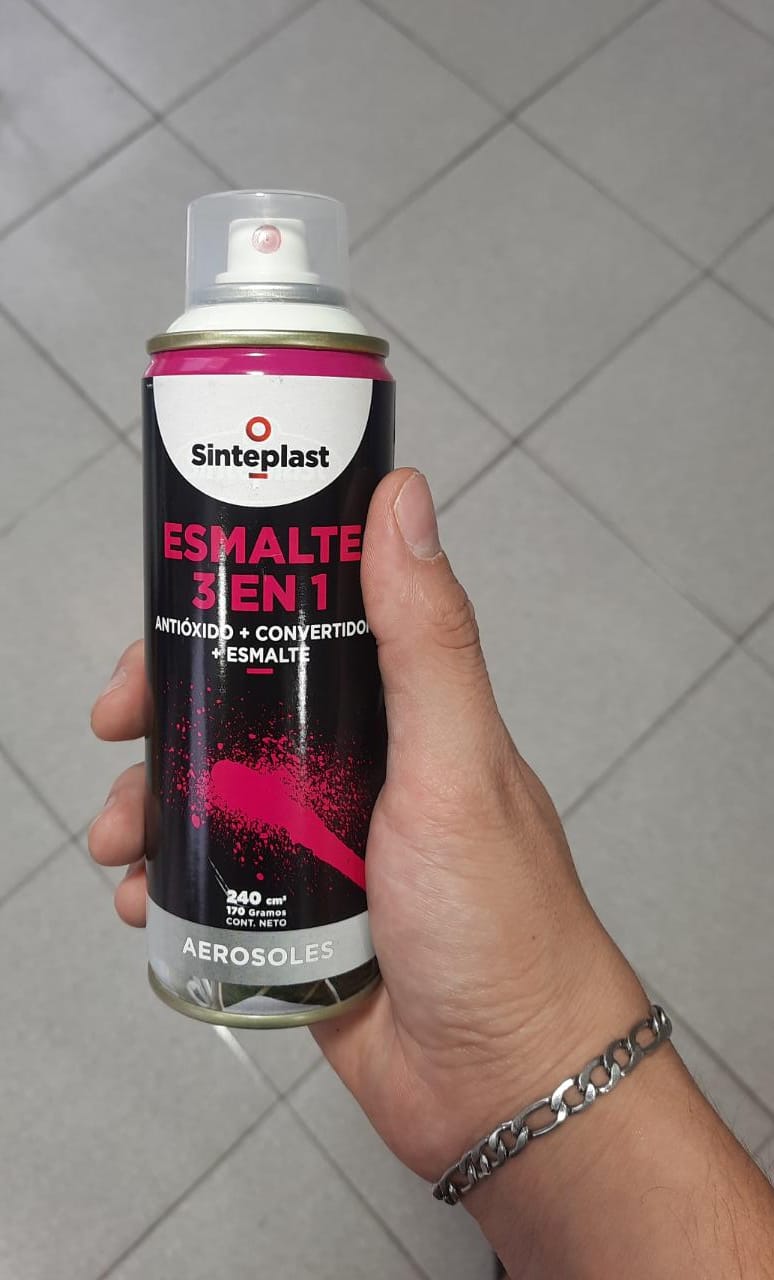 Sinteplast
ESMALTE
3 EN 1
ANTIÓXIDO + CONVERTIDOR
+ ESMALTE
240 cm³
170 Gramos
CONT. NETO
AEROSOLES